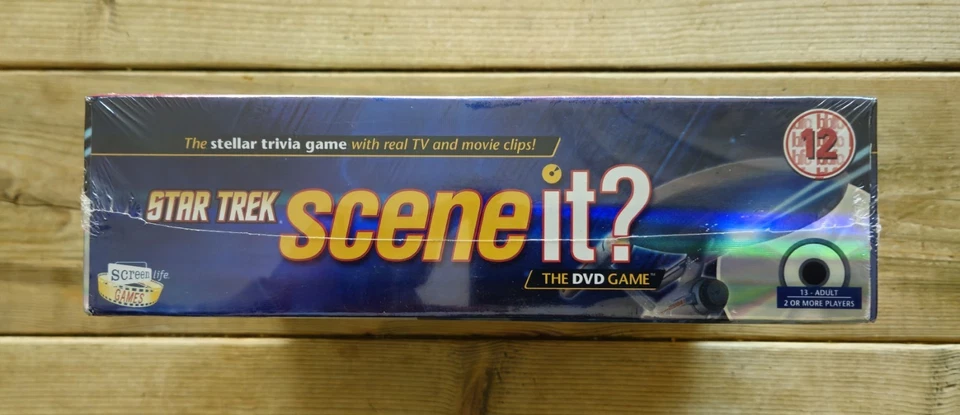 The stellar trivia game with real TV and movie clips!
12
STAR TREK
scene it?
THE DVD GAME™
screenlife
GAMES
13 - ADULT
2 OR MORE PLAYERS